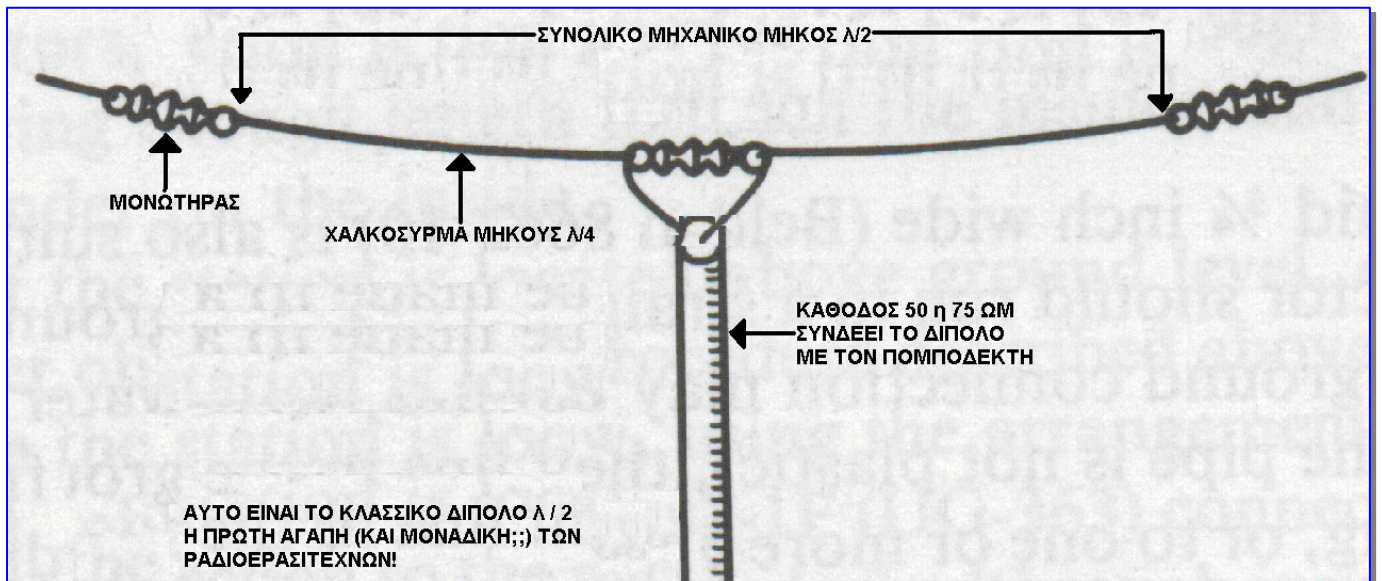 ΣΥΝΟΛΙΚΟ ΜΗΧΑΝΙΚΟ ΜΗΚΟΣ λ/2
ΜΟΝΩΤΗΡΑΣ
ΧΑΛΚΟΣΥΡΜΑ ΜΗΚΟΥΣ λ/4
ΚΑΘΟΔΟΣ 50 η 75 ΩΜ
ΣΥΝΔΕΕΙ ΤΟ ΔΙΠΟΛΟ
ΜΕ ΤΟΝ ΠΟΜΠΟΔΕΚΤΗ
ΑΥΤΟ ΕΙΝΑΙ ΤΟ ΚΛΑΣΣΙΚΟ ΔΙΠΟΛΟ λ / 2
Η ΠΡΩΤΗ ΑΓΑΠΗ (ΚΑΙ ΜΟΝΑΔΙΚΗ;;) ΤΩΝ
ΡΑΔΙΟΕΡΑΣΙΤΕΧΝΩΝ!